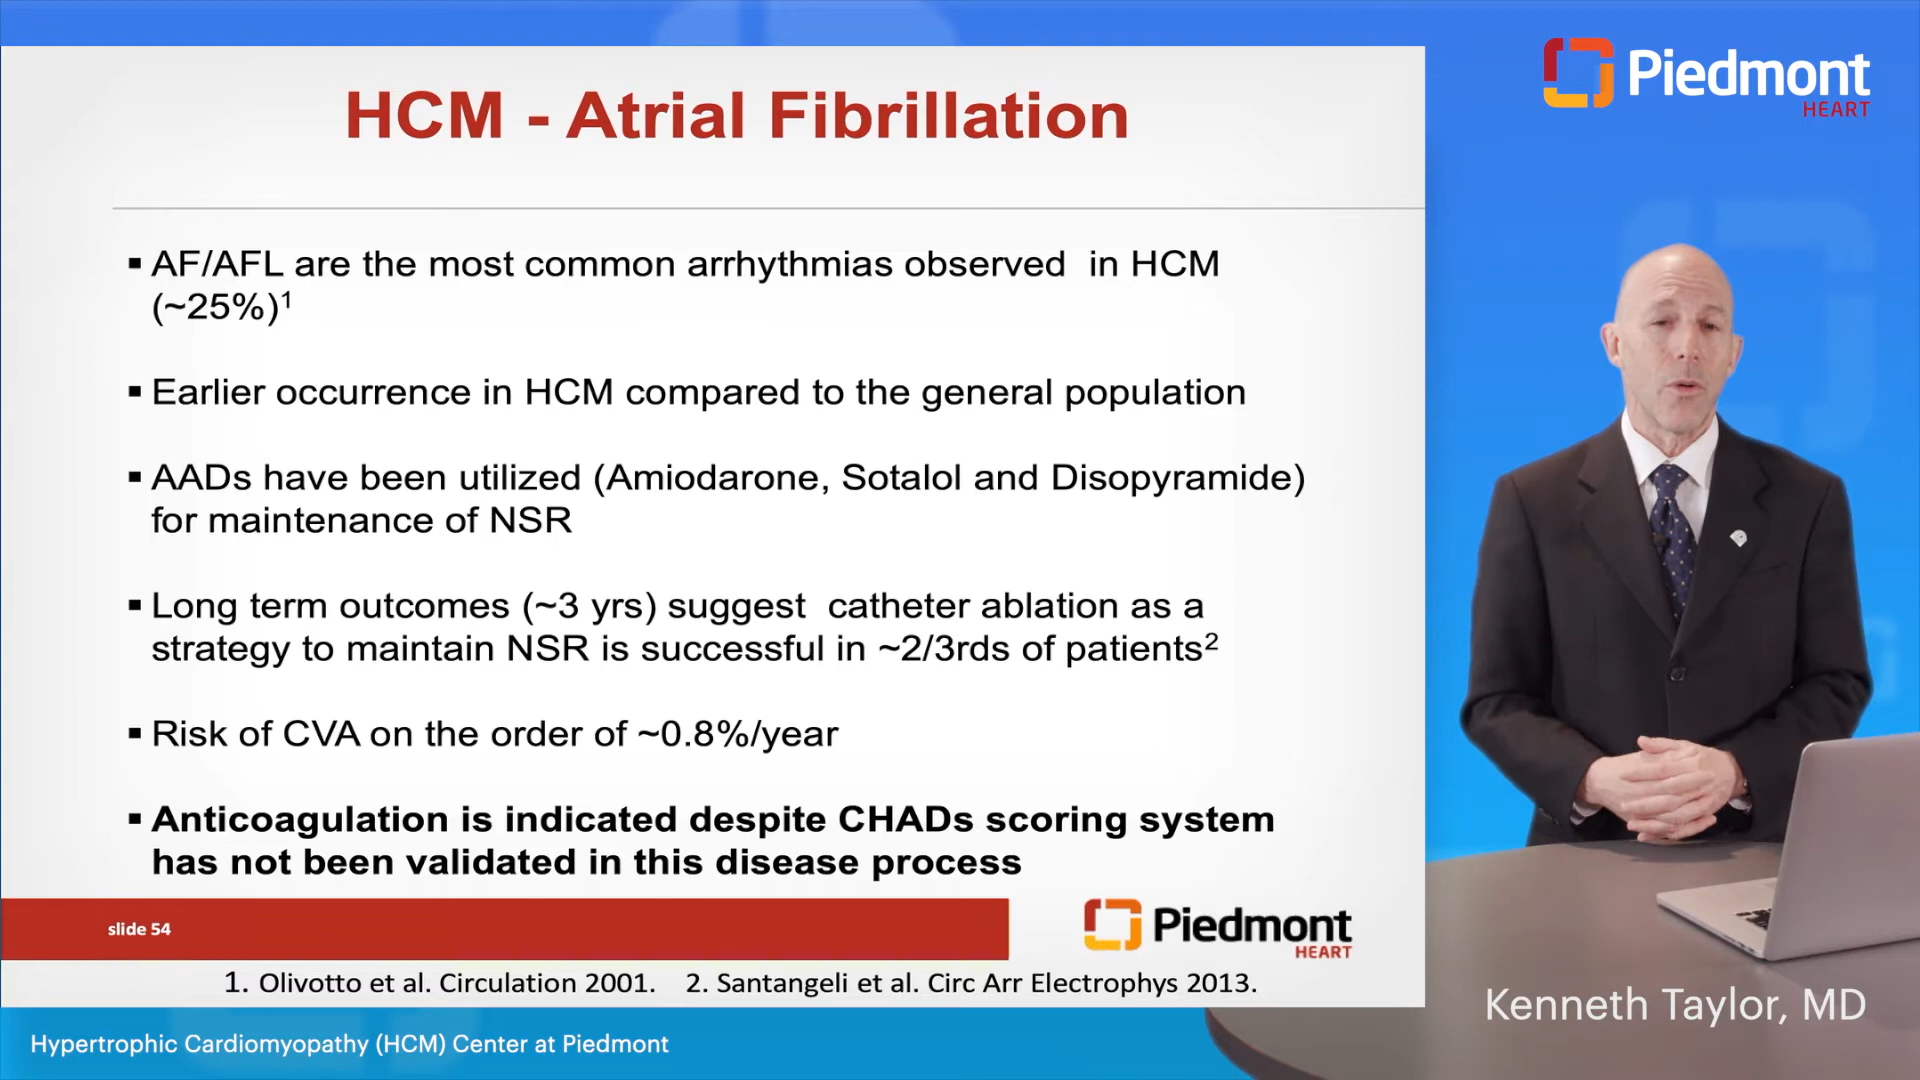 HCM - Atrial Fibrillation
▪ AF/AFL are the most common arrhythmias observed  in HCM
(~25%)¹
▪ Earlier occurrence in HCM compared to the general population
▪ AADs have been utilized (Amiodarone, Sotalol and Disopyramide)
for maintenance of NSR
▪ Long term outcomes (~3 yrs) suggest  catheter ablation as a
strategy to maintain NSR is successful in ~2/3rds of patients²
▪ Risk of CVA on the order of ~0.8%/year
▪ Anticoagulation is indicated despite CHADs scoring system
has not been validated in this disease process
slide 54
Piedmont
HEART
1. Olivotto et al. Circulation 2001.    2. Santangeli et al. Circ Arr Electrophys 2013.
Piedmont
HEART
Kenneth Taylor, MD
Hypertrophic Cardiomyopathy (HCM) Center at Piedmont